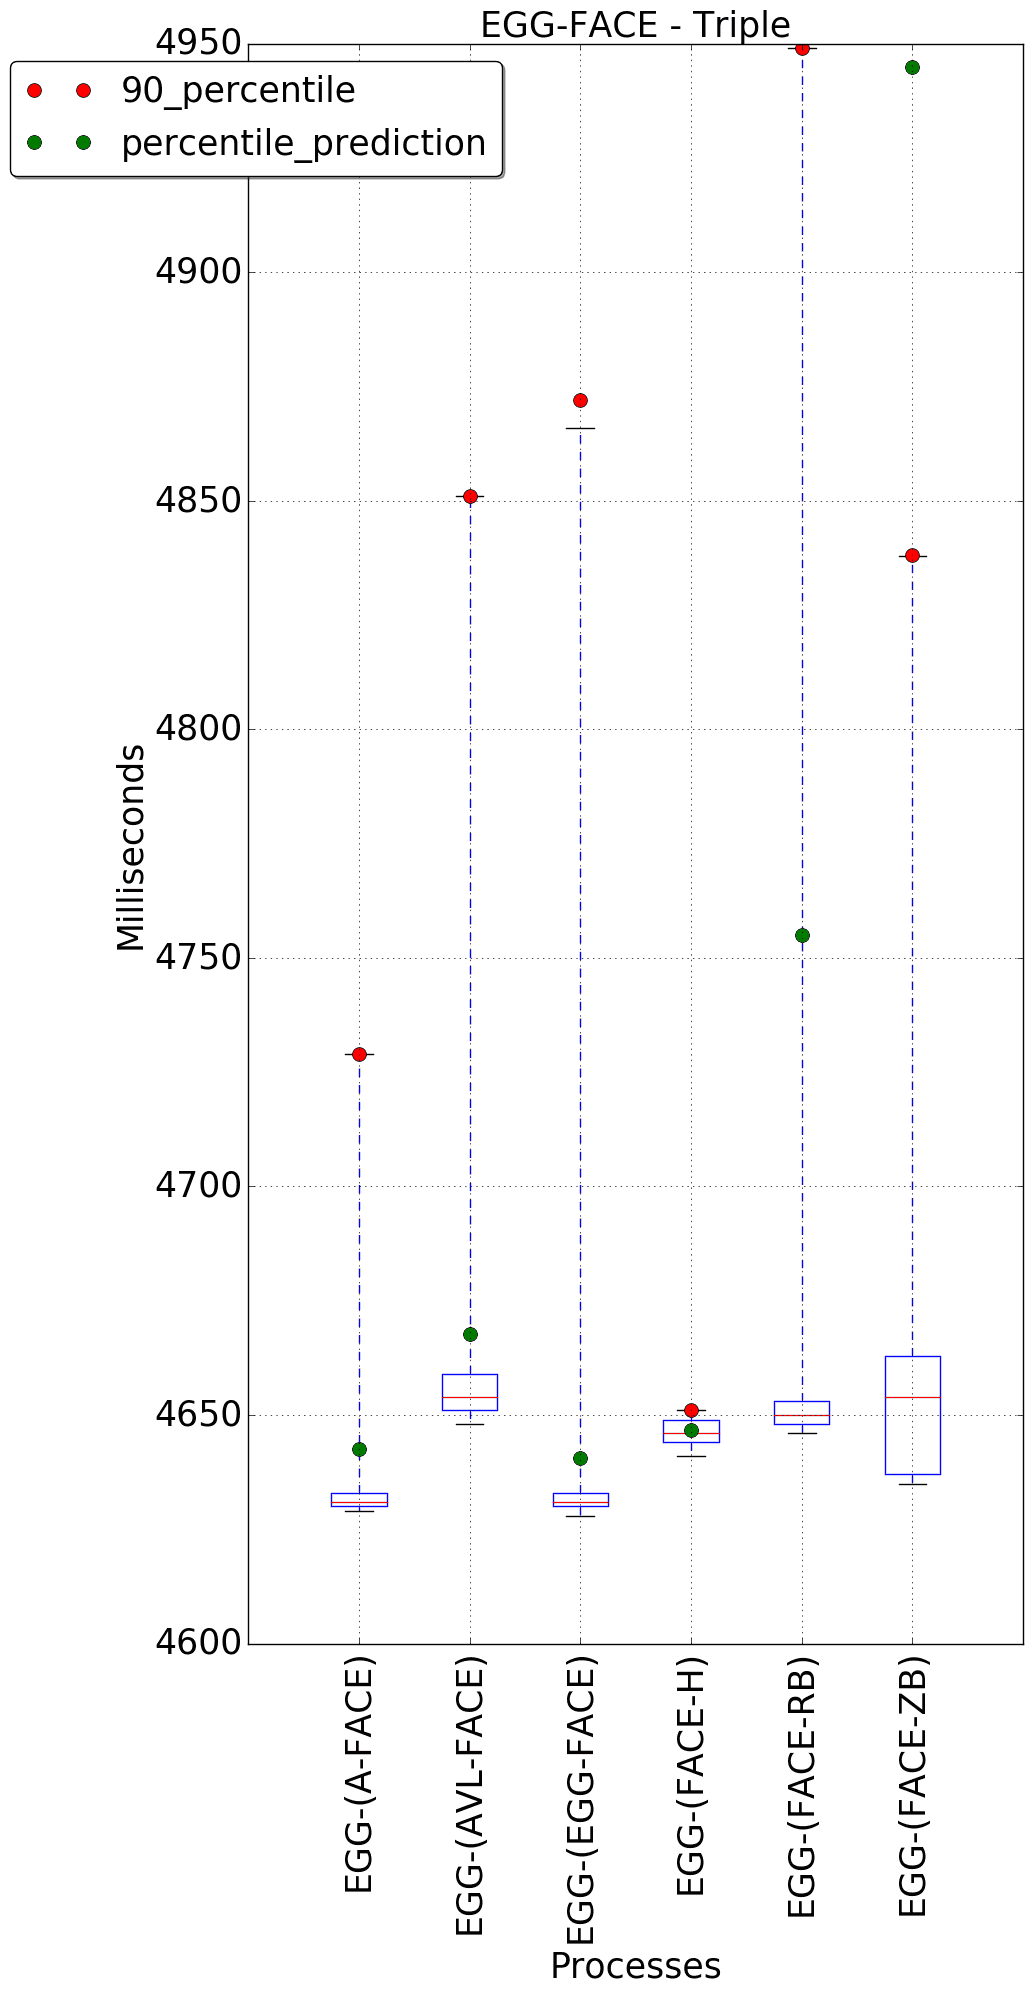 EGG-FACE - Triple
90_percentile
percentile_prediction
4950
4900
4850
4800
4750
4700
4650
4600
Milliseconds
EGG-(A-FACE)
EGG-(AVL-FACE)
EGG-(EGG-FACE)
EGG-(FACE-H)
EGG-(FACE-RB)
EGG-(FACE-ZB)
Processes